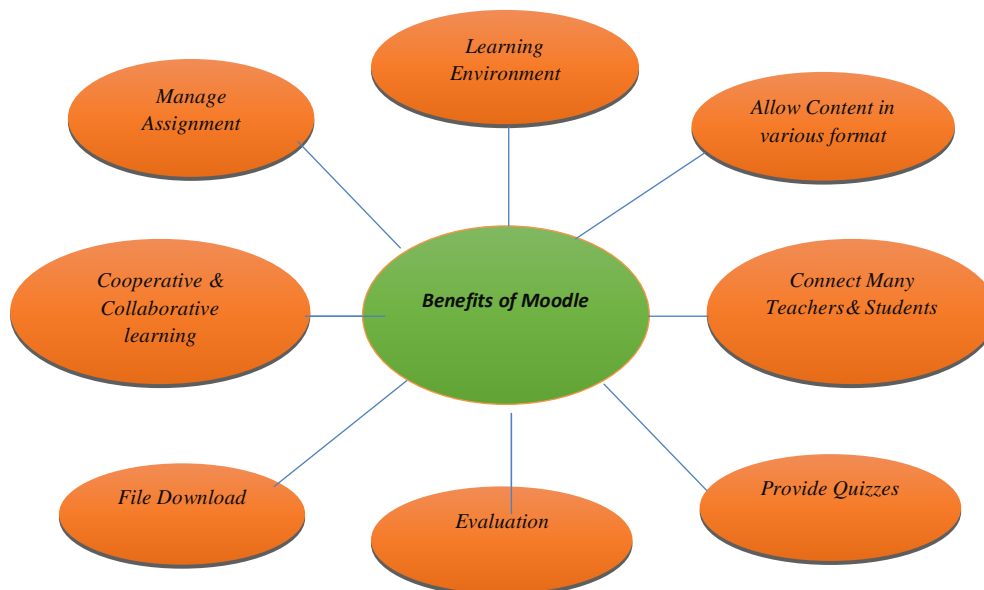 Learning
Environment
Manage
Assignment
Allow Content in
various format
Cooperative &
Collaborative
learning
Benefits of Moodle
Connect Many
Teachers& Students
File Download
Evaluation
Provide Quizzes